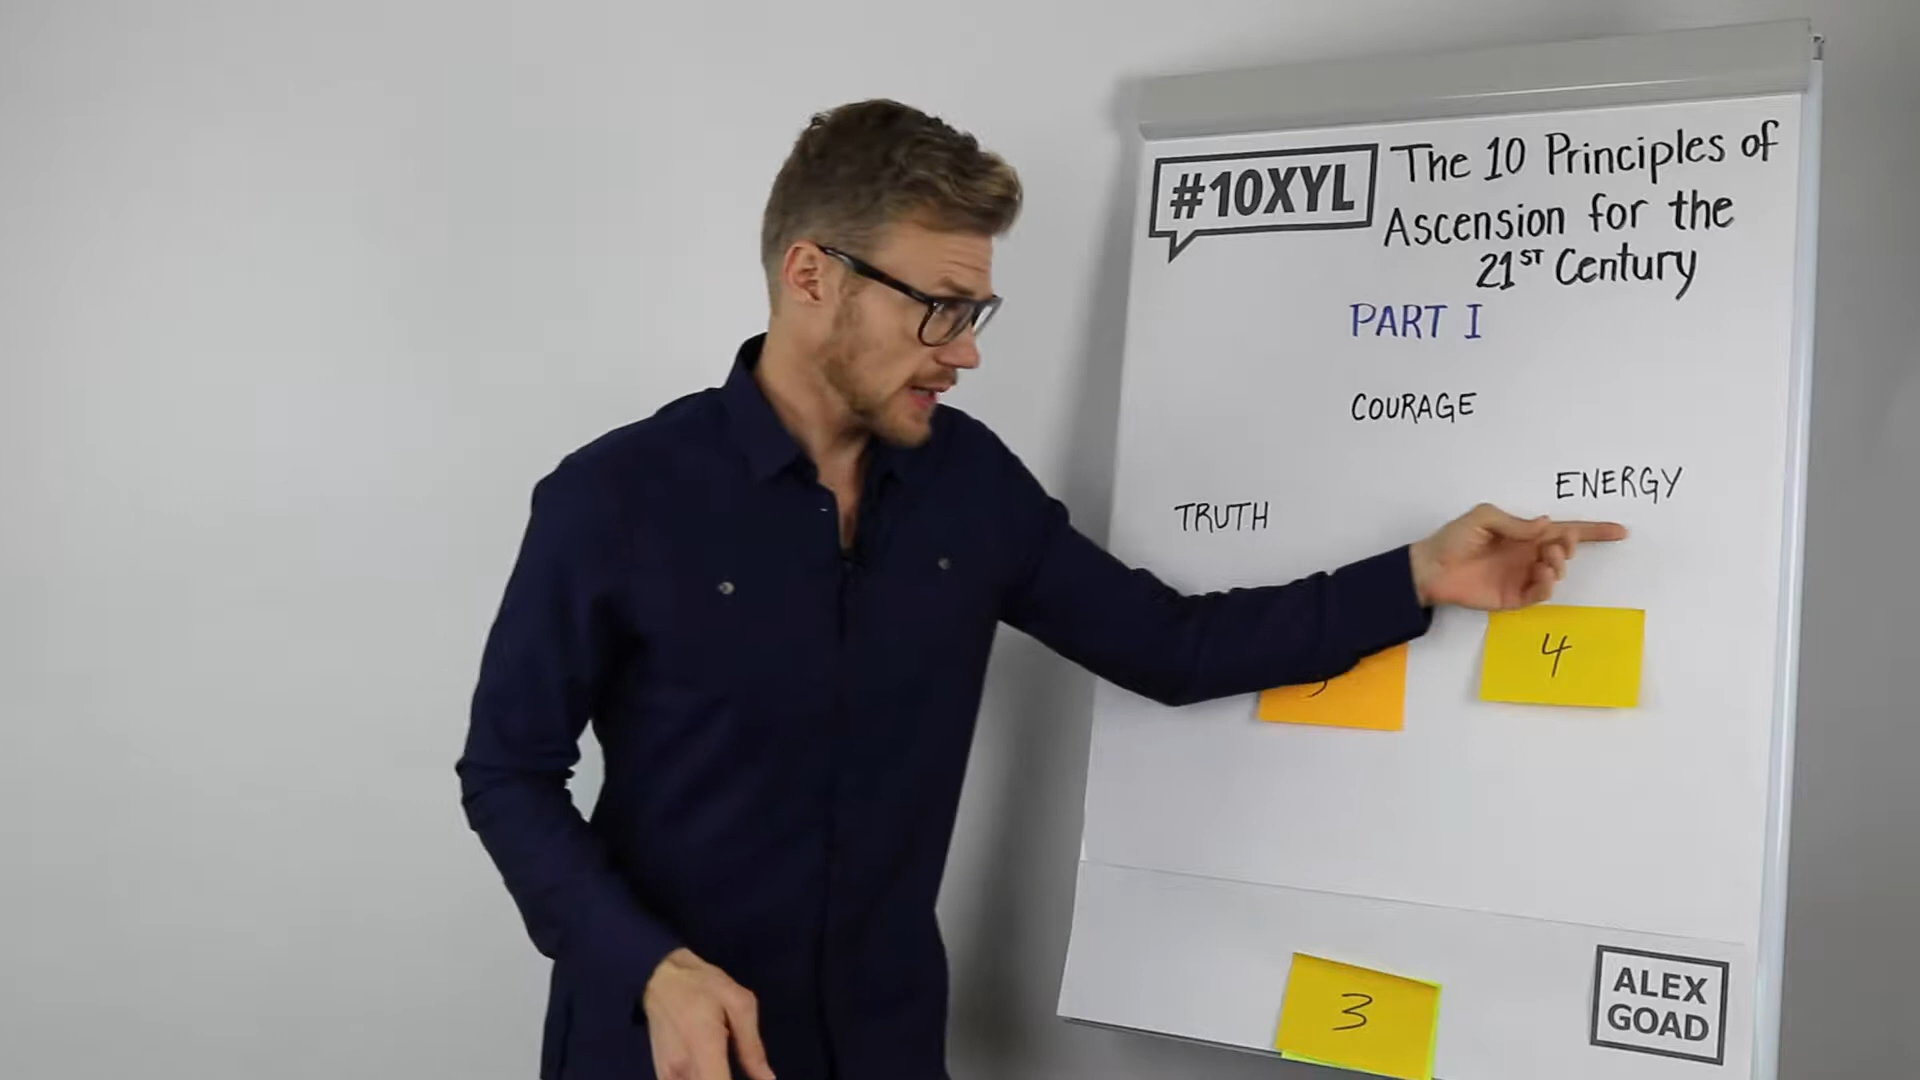 #10XYL
The 10 Principles of
Ascension for the
21ST Century
PART I
COURAGE
ENERGY
TRUTH
4
3
ALEX
GOAD